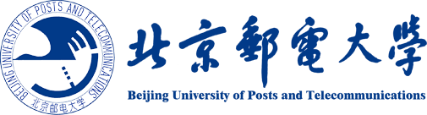 BEIJING UNIVERSITY OF POSTS AND TELECOMMUNICATIONS
北京邮电大学
北京郵電大學
Beijing University of Posts and Telecommunications